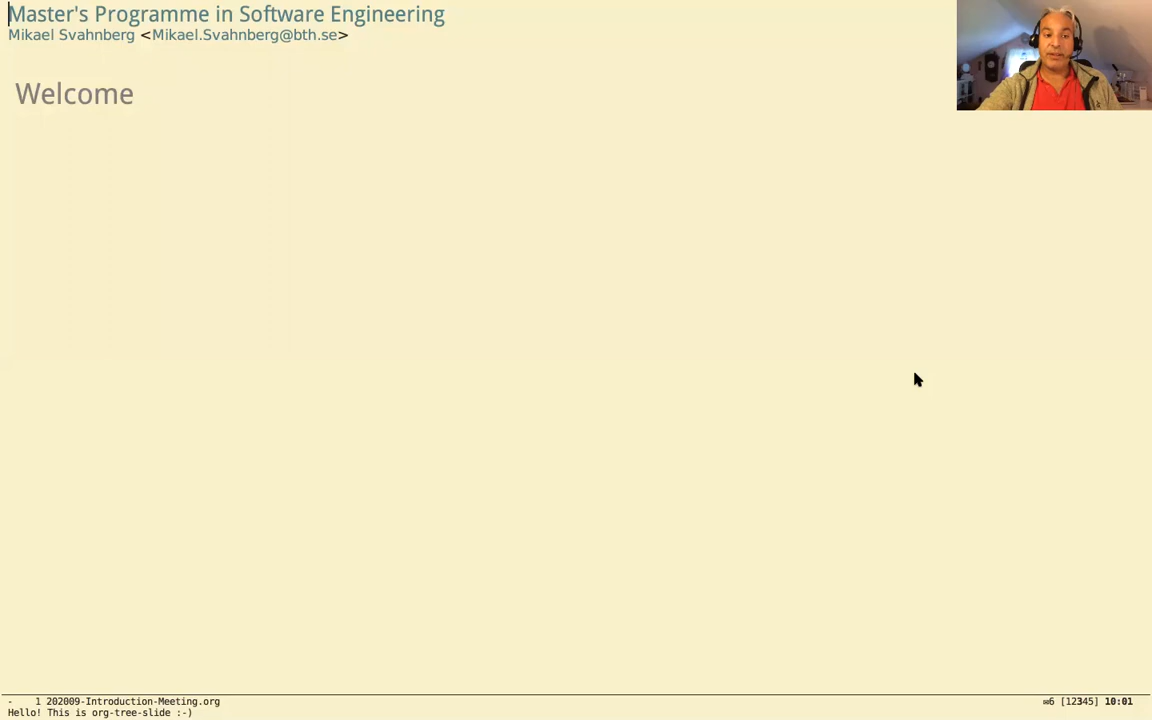 Master's Programme in Software Engineering
Mikael Svahnberg <Mikael.Svahnberg@bth.se>
Welcome
- 1 202009-Introduction-Meeting.org ✉6 [12345] 10:01
Hello! This is org-tree-slide :-)